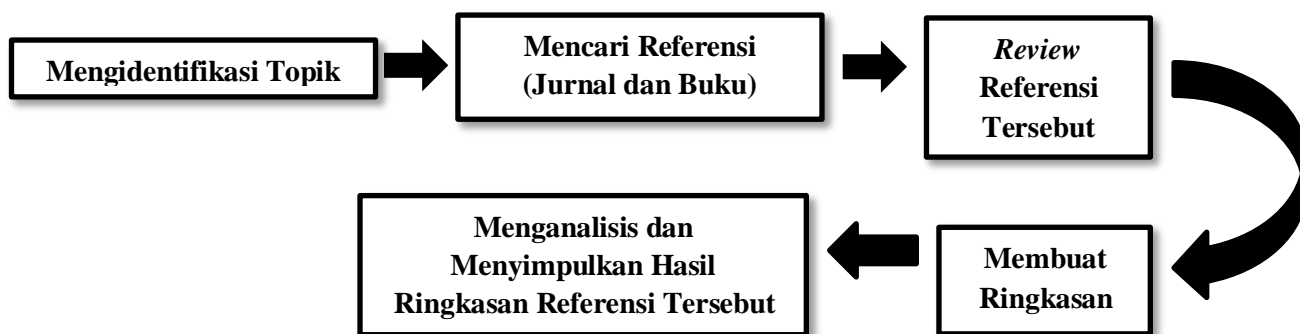 Mengidentifikasi Topik
Mencari Referensi
(Jurnal dan Buku)
Review
Referensi
Tersebut
Membuat
Ringkasan
Menganalisis dan
Menyimpulkan Hasil
Ringkasan Referensi Tersebut